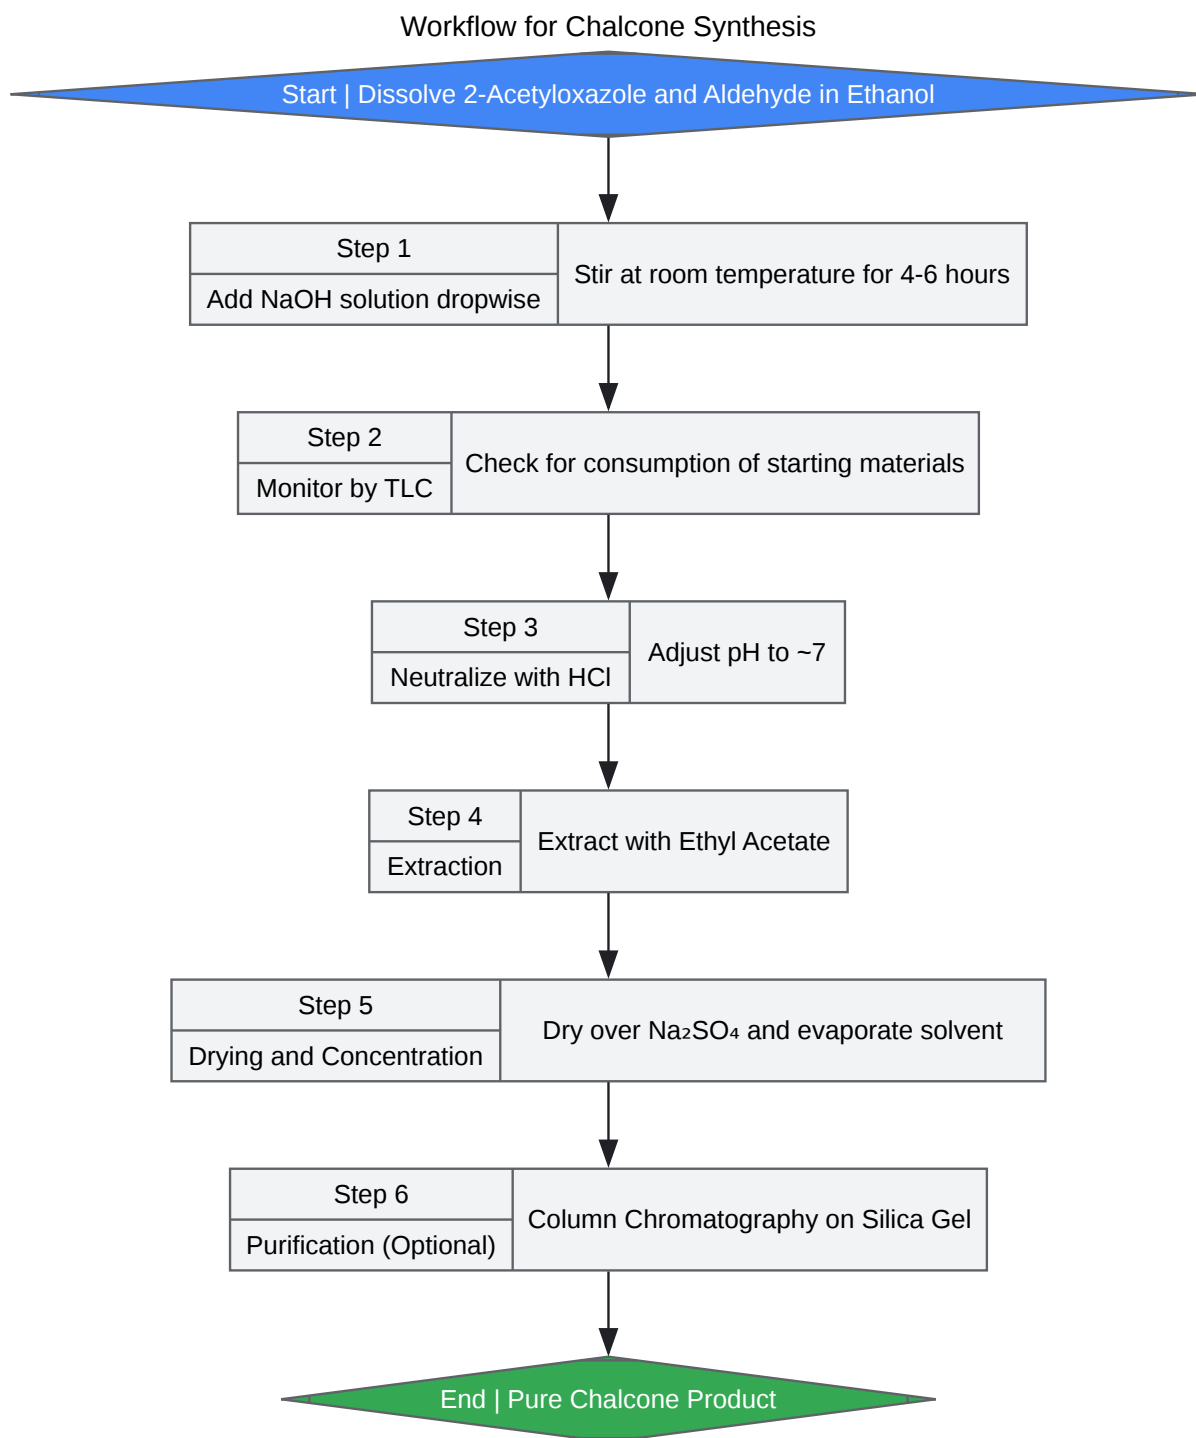 Workflow for Chalcone Synthesis
Start | Dissolve 2-Acetyloxazole and Aldehyde in Ethanol
Step 1
Add NaOH solution dropwise
Stir at room temperature for 4-6 hours
Step 2
Monitor by TLC
Check for consumption of starting materials
Step 3
Neutralize with HCl
Adjust pH to ~7
Step 4
Extraction
Extract with Ethyl Acetate
Step 5
Drying and Concentration
Dry over Na₂SO₄ and evaporate solvent
Step 6
Purification (Optional)
Column Chromatography on Silica Gel
End | Pure Chalcone Product